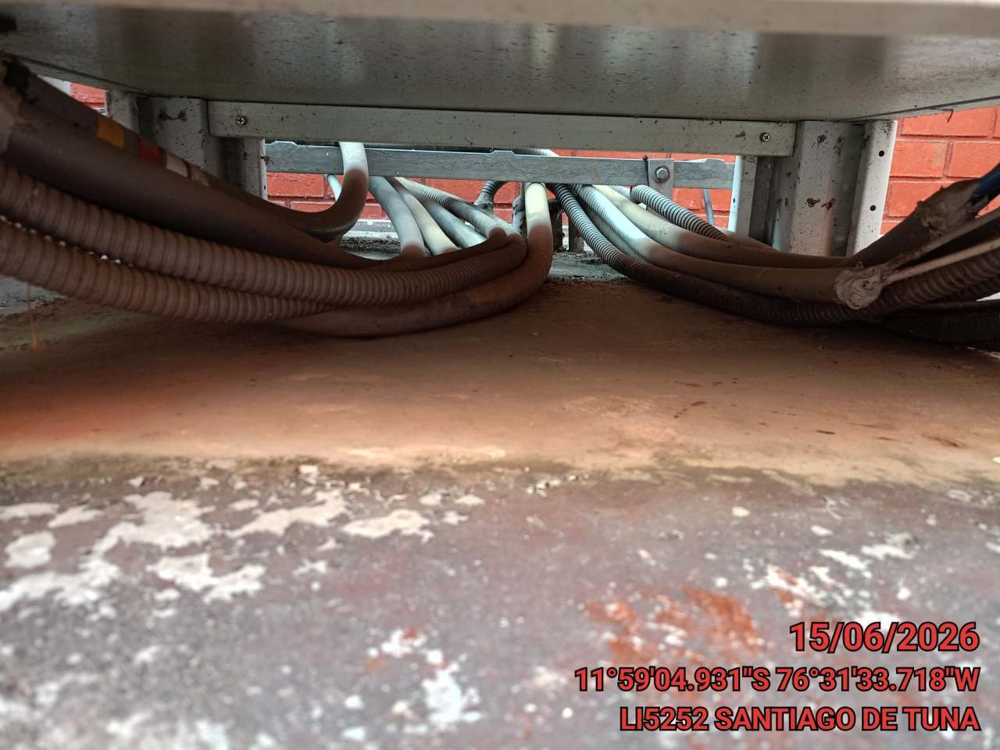 15/06/2026
11°59'04.931"S 76°31'33.718"W
LI5252 SANTIAGO DE TUNA